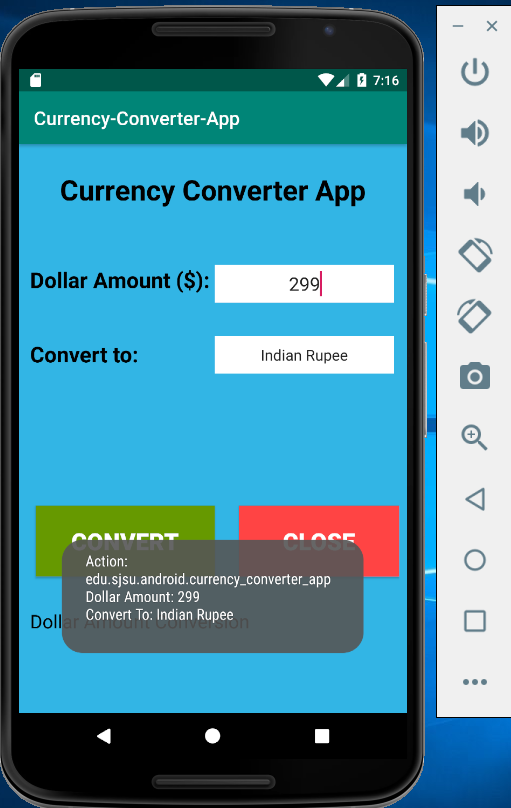 7:16
Currency-Converter-App
Currency Converter App
Dollar Amount ($): 299
Convert to: Indian Rupee
CONVERT CLOSE
Action:
edu.sjsu.android.currency_converter_app
Dollar Amount: 299
Convert To: Indian Rupee
Dollar Amount Conversion